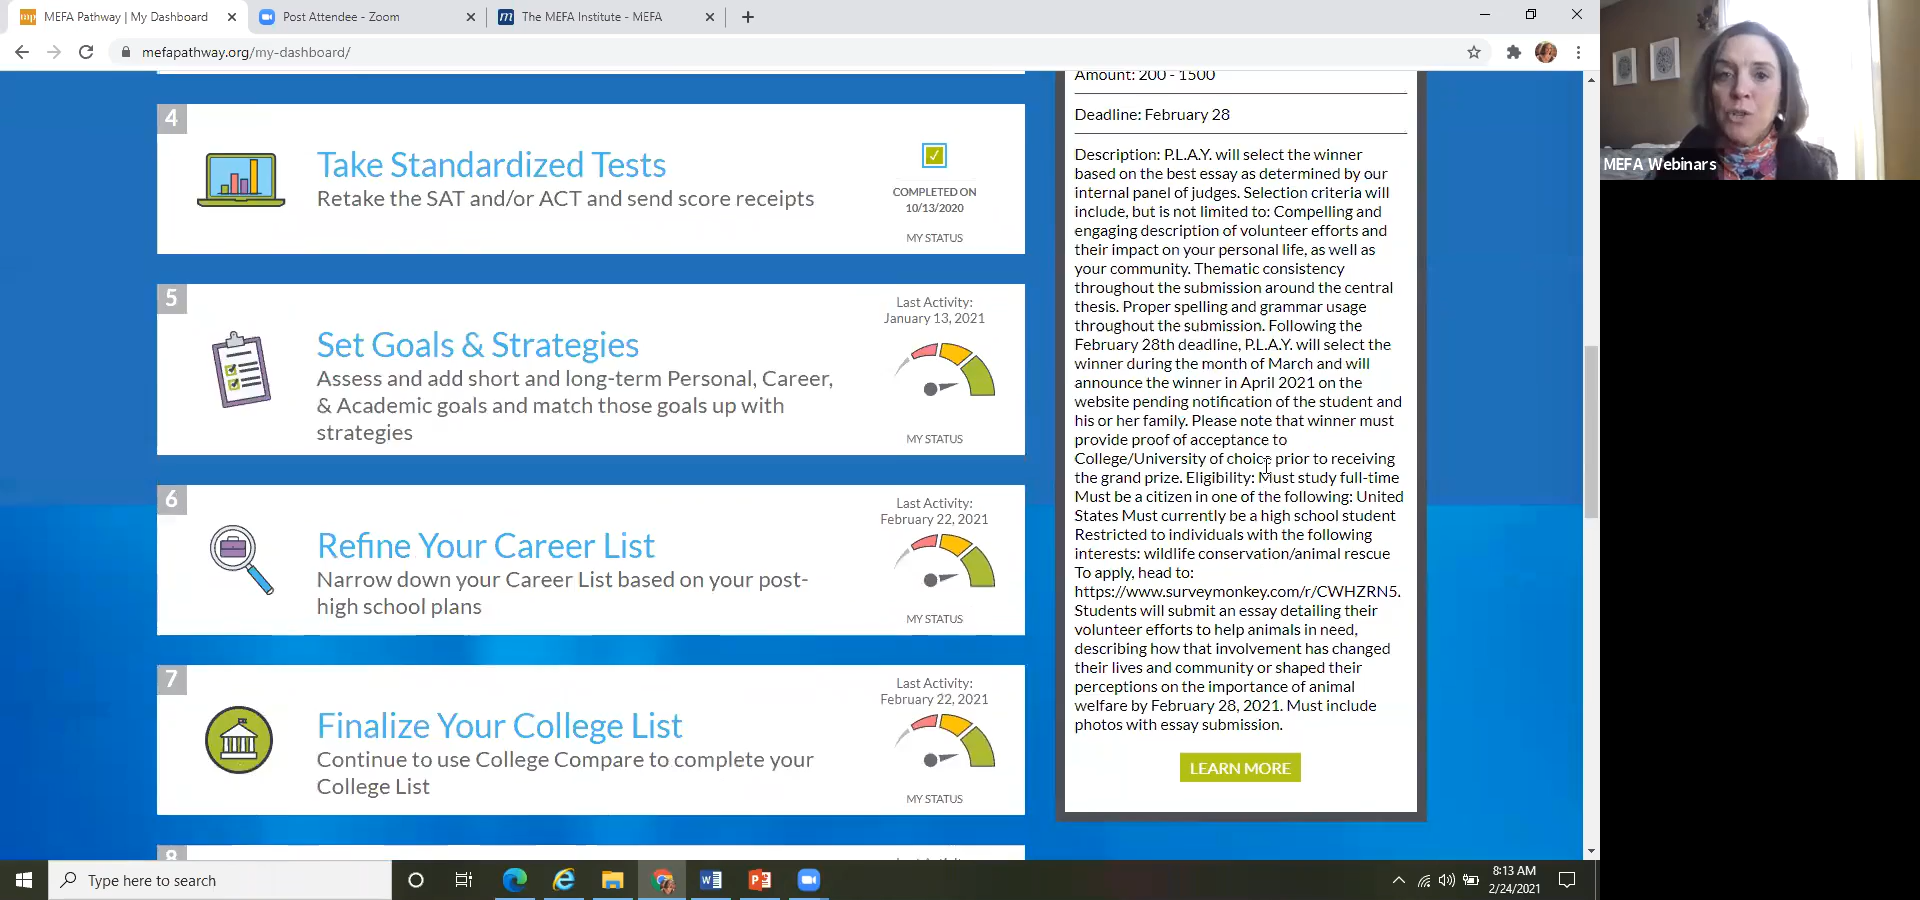 MEFA Pathway | My Dashboard
Post Attendee - Zoom
The MEFA Institute - MEFA
mefapathway.org/my-dashboard/
4
Take Standardized Tests
Retake the SAT and/or ACT and send score receipts
COMPLETED ON
10/13/2020
MY STATUS
5
Set Goals & Strategies
Assess and add short and long-term Personal, Career,
& Academic goals and match those goals up with
strategies
Last Activity:
January 13, 2021
MY STATUS
6
Refine Your Career List
Narrow down your Career List based on your post-
high school plans
Last Activity:
February 22, 2021
MY STATUS
7
Finalize Your College List
Continue to use College Compare to complete your
College List
Last Activity:
February 22, 2021
MY STATUS
8
Last Activity:
Amount: 200 - 1500
Deadline: February 28
Description: P.L.A.Y. will select the winner
based on the best essay as determined by our
internal panel of judges. Selection criteria will
include, but is not limited to: Compelling and
engaging description of volunteer efforts and
their impact on your personal life, as well as
your community. Thematic consistency
throughout the submission around the central
thesis. Proper spelling and grammar usage
throughout the submission. Following the
February 28th deadline, P.L.A.Y. will select the
winner during the month of March and will
announce the winner in April 2021 on the
website pending notification of the student and
his or her family. Please note that winner must
provide proof of acceptance to
College/University of choice prior to receiving
the grand prize. Eligibility: Must study full-time
Must be a citizen in one of the following: United
States Must currently be a high school student
Restricted to individuals with the following
interests: wildlife conservation/animal rescue
To apply, head to:
https://www.surveymonkey.com/r/CWHZRN5.
Students will submit an essay detailing their
volunteer efforts to help animals in need,
describing how that involvement has changed
their lives and community or shaped their
perceptions on the importance of animal
welfare by February 28, 2021. Must include
photos with essay submission.
LEARN MORE
MEFA Webinars
Type here to search
8:13 AM
2/24/2021